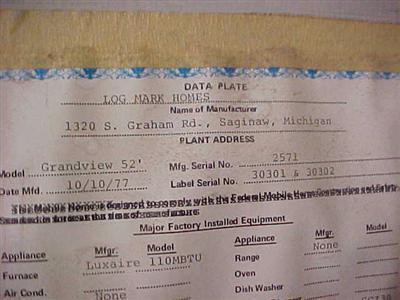 DATA PLATE
LOG MARK HOMES
Name of Manufacturer
1320 S. Graham Rd., Saginaw, Michigan
PLANT ADDRESS
Model Grandview 52' Mfg. Serial No. 2571
Date Mfd. 10/10/77 Label Serial No. 30301 & 30302
Major Factory Installed Equipment
Appliance Mfgr. Model Appliance Mfgr. Model
Furnace Luxaire 110MBTU Range None
Air Cond. None Oven
Dish Washer